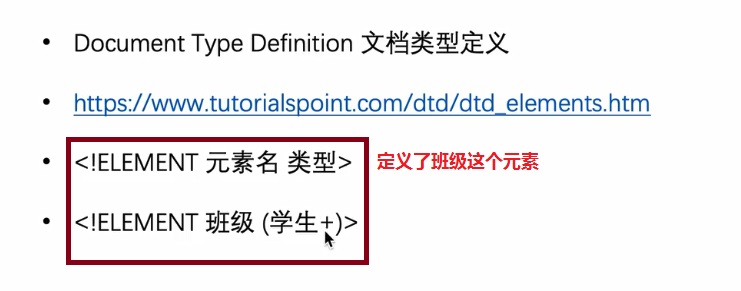 • Document Type Definition 文档类型定义
• https://www.tutorialspoint.com/dtd/dtd_elements.htm
• <!ELEMENT 元素名 类型> 定义了班级这个元素
• <!ELEMENT 班级 (学生+)>